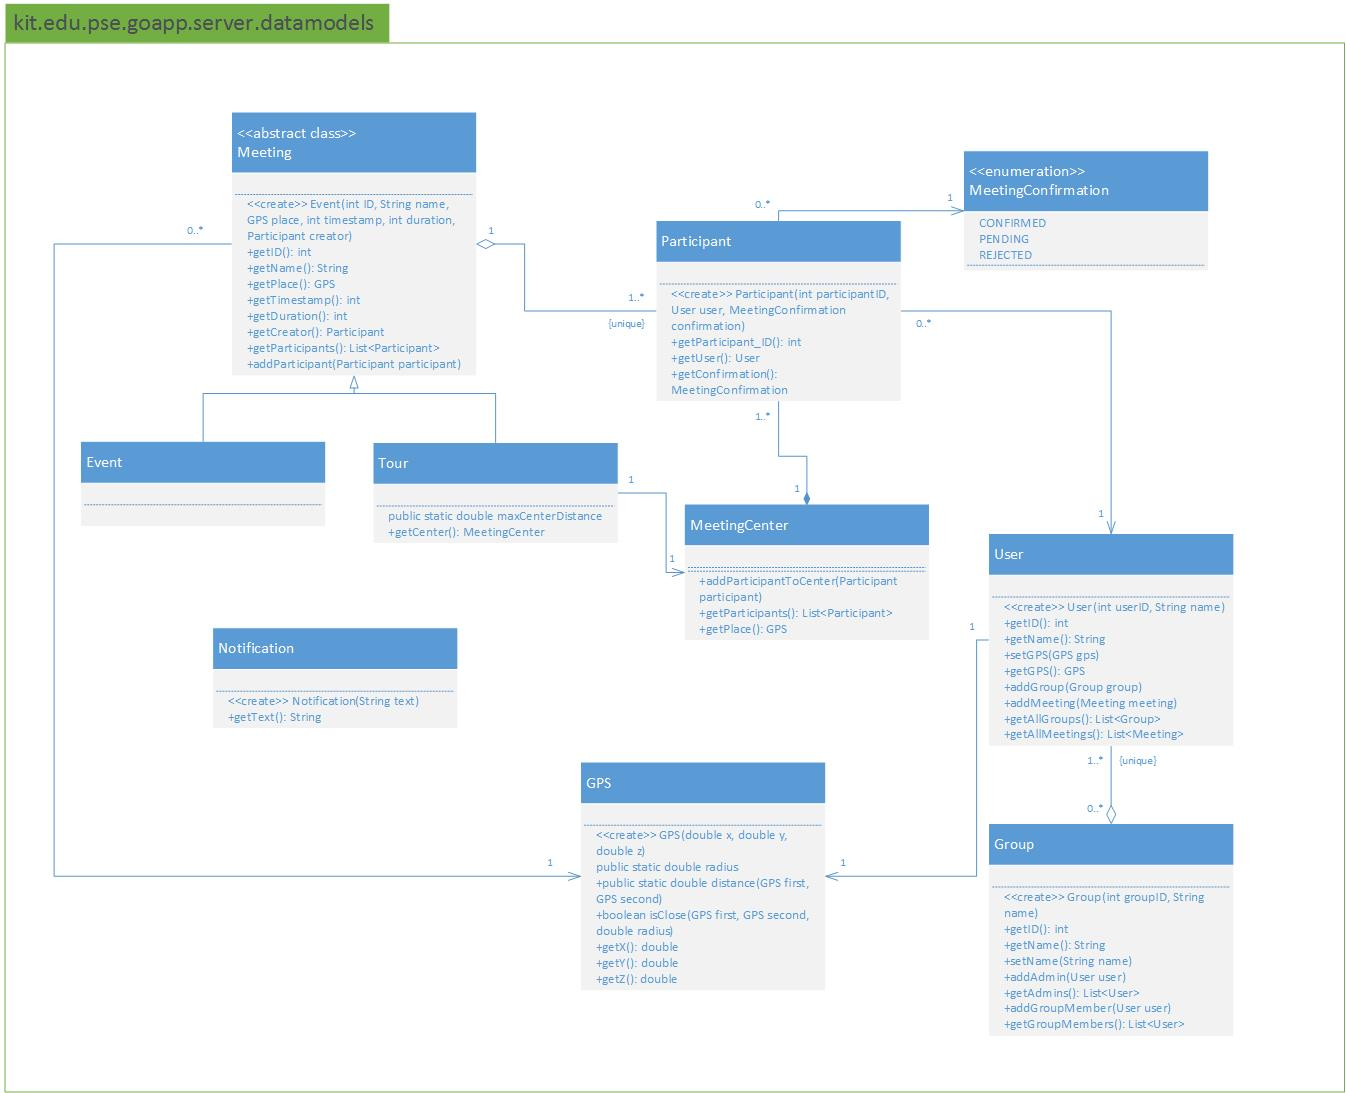 kit.edu.pse.goapp.server.datamodels
<<abstract class>>
Meeting
<<create>> Event(int ID, String name,
GPS place, int timestamp, int duration,
Participant creator)
+getID(): int
+getName(): String
+getPlace(): GPS
+getTimestamp(): int
+getDuration(): int
+getCreator(): Participant
+getParticipants(): List<Participant>
+addParticipant(Participant participant)
0..*
1
1..*
{unique}
Participant
<<create>> Participant(int participantID,
User user, MeetingConfirmation
confirmation)
+getParticipant_ID(): int
+getUser(): User
+getConfirmation():
MeetingConfirmation
0..*
1
<<enumeration>>
MeetingConfirmation
CONFIRMED
PENDING
REJECTED
0..*
1
1..*
1
Event
Tour
public static double maxCenterDistance
+getCenter(): MeetingCenter
1
1
MeetingCenter
+addParticipantToCenter(Participant
participant)
+getParticipants(): List<Participant>
+getPlace(): GPS
User
<<create>> User(int userID, String name)
+getID(): int
+getName(): String
+setGPS(GPS gps)
+getGPS(): GPS
+addGroup(Group group)
+addMeeting(Meeting meeting)
+getAllGroups(): List<Group>
+getAllMeetings(): List<Meeting>
1
1..*
{unique}
0..*
Notification
<<create>> Notification(String text)
+getText(): String
1
1
GPS
<<create>> GPS(double x, double y,
double z)
public static double radius
+public static double distance(GPS first,
GPS second)
+boolean isClose(GPS first, GPS second,
double radius)
+getX(): double
+getY(): double
+getZ(): double
Group
<<create>> Group(int groupID, String
name)
+getID(): int
+getName(): String
+setName(String name)
+addAdmin(User user)
+getAdmins(): List<User>
+addGroupMember(User user)
+getGroupMembers(): List<User>